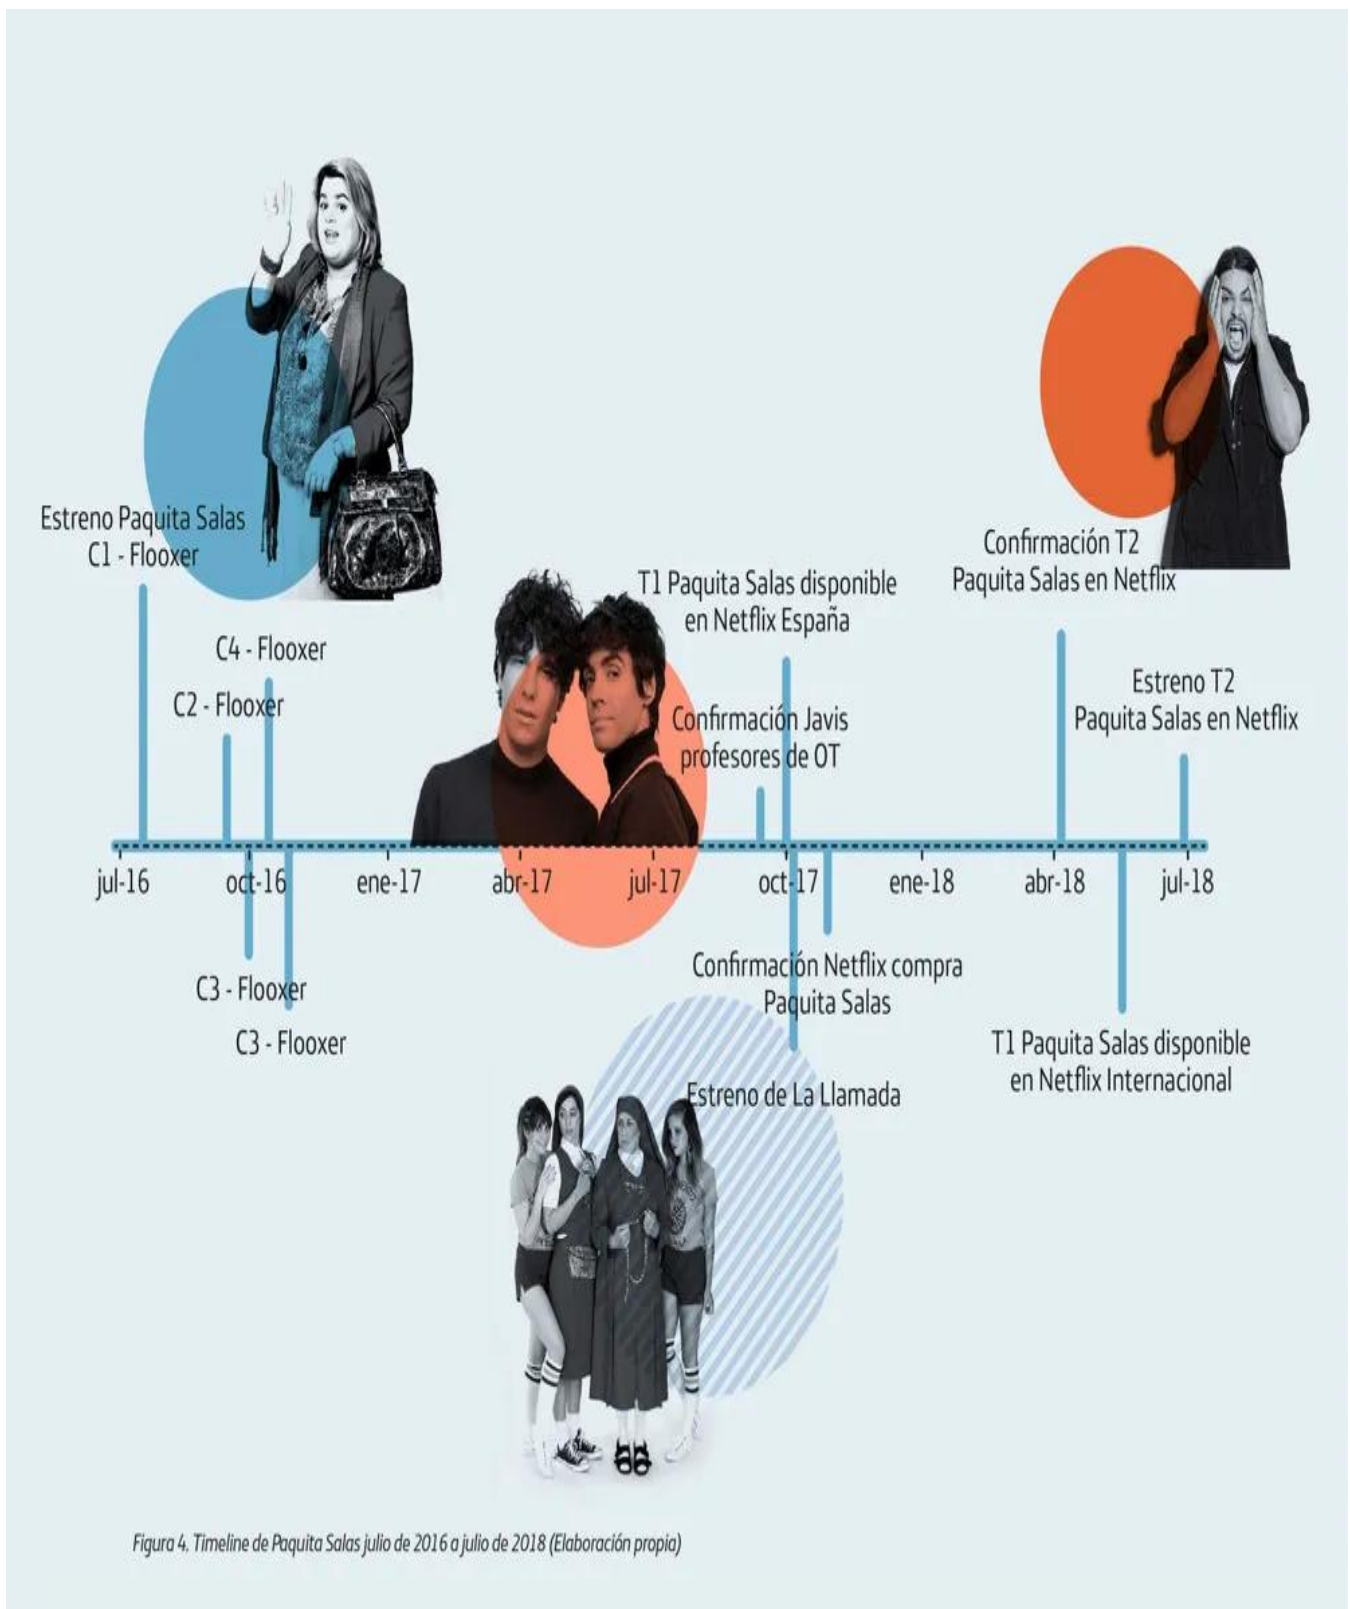 Estreno Paquita Salas
C1 - Flooxer
C4 - Flooxer
C2 - Flooxer
T1 Paquita Salas disponible
en Netflix España
Confirmación Javis
profesores de OT
Confirmación T2
Paquita Salas en Netflix
Estreno T2
Paquita Salas en Netflix
jul-16
oct-16
ene-17
abr-17
jul-17
oct-17
ene-18
abr-18
jul-18
C3 - Flooxer
C3 - Flooxer
Confirmación Netflix compra
Paquita Salas
Estreno de La Llamada
T1 Paquita Salas disponible
en Netflix Internacional
Figura 4. Timeline de Paquita Salas julio de 2016 a julio de 2018 (Elaboración propia)